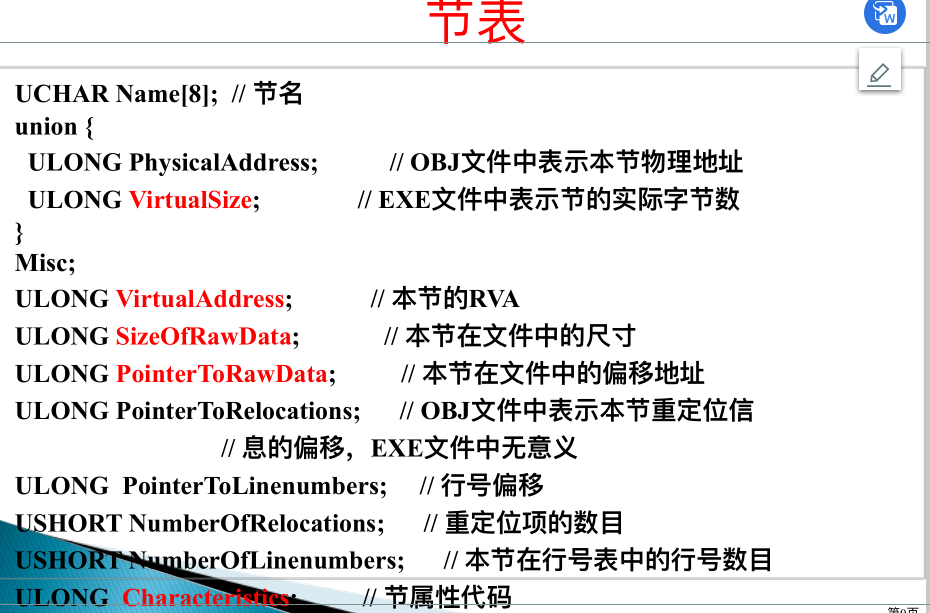 节表
UCHAR Name[8];  // 节名
union {
ULONG PhysicalAddress;  // OBJ文件中表示本节物理地址
ULONG VirtualSize;  // EXE文件中表示节的实际字节数
}
Misc;
ULONG VirtualAddress;  // 本节的RVA
ULONG SizeOfRawData;  // 本节在文件中的尺寸
ULONG PointerToRawData;  // 本节在文件中的偏移地址
ULONG PointerToRelocations;  // OBJ文件中表示本节重定位信
// 息的偏移，EXE文件中无意义
ULONG  PointerToLinenumbers;  // 行号偏移
USHORT NumberOfRelocations;  // 重定位项的数目
USHORT NumberOfLinenumbers;  // 本节在行号表中的行号数目
ULONG  Characteristics;  // 节属性代码